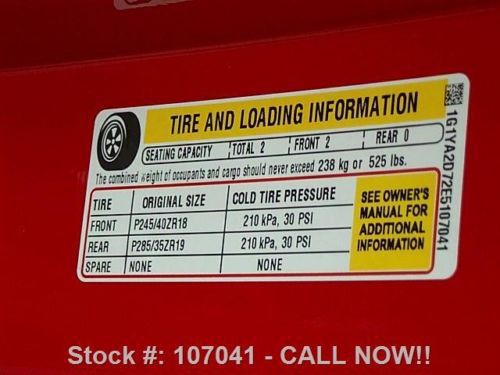 TIRE AND LOADING INFORMATION
SEATING CAPACITY TOTAL 2 FRONT 2 REAR 0
The combined weight of occupants and cargo should never exceed 238 kg or 525 lbs.
TIRE ORIGINAL SIZE COLD TIRE PRESSURE
FRONT P245/40ZR18 210 kPa, 30 PSI
REAR P285/35ZR19 210 kPa, 30 PSI
SPARE NONE NONE
SEE OWNER'S
MANUAL FOR
ADDITIONAL
INFORMATION
1G1YA2D72E5107041
Stock #: 107041 - CALL NOW!!